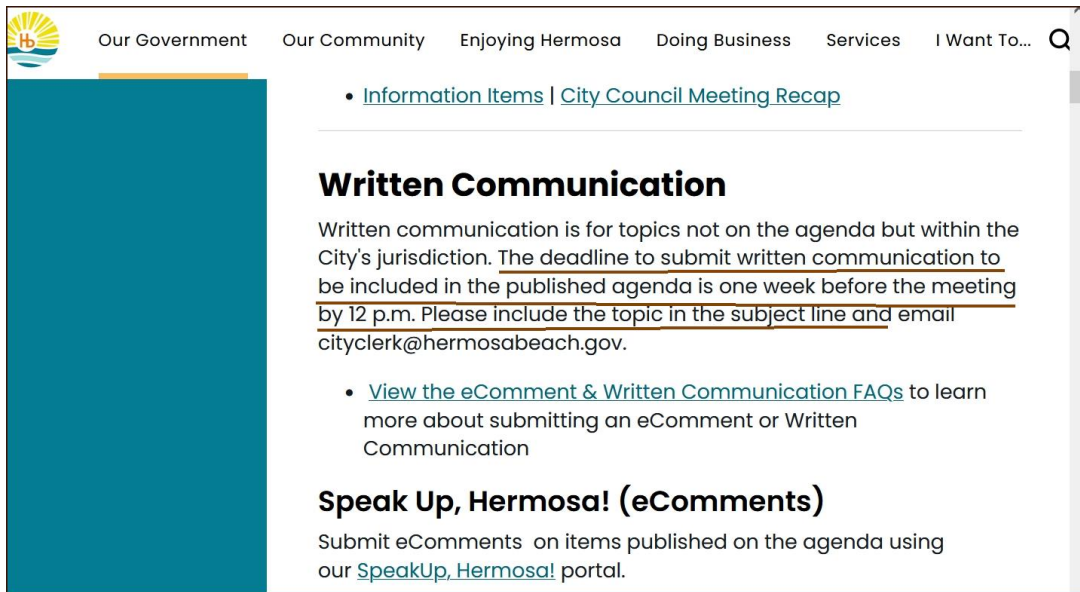 Hb
Our Government Our Community Enjoying Hermosa Doing Business Services I Want To...
• Information Items | City Council Meeting Recap
Written Communication
Written communication is for topics not on the agenda but within the
City's jurisdiction. The deadline to submit written communication to
be included in the published agenda is one week before the meeting
by 12 p.m. Please include the topic in the subject line and email
cityclerk@hermosabeach.gov.
• View the eComment & Written Communication FAQs to learn
more about submitting an eComment or Written
Communication
Speak Up, Hermosa! (eComments)
Submit eComments on items published on the agenda using
our SpeakUp, Hermosa! portal.